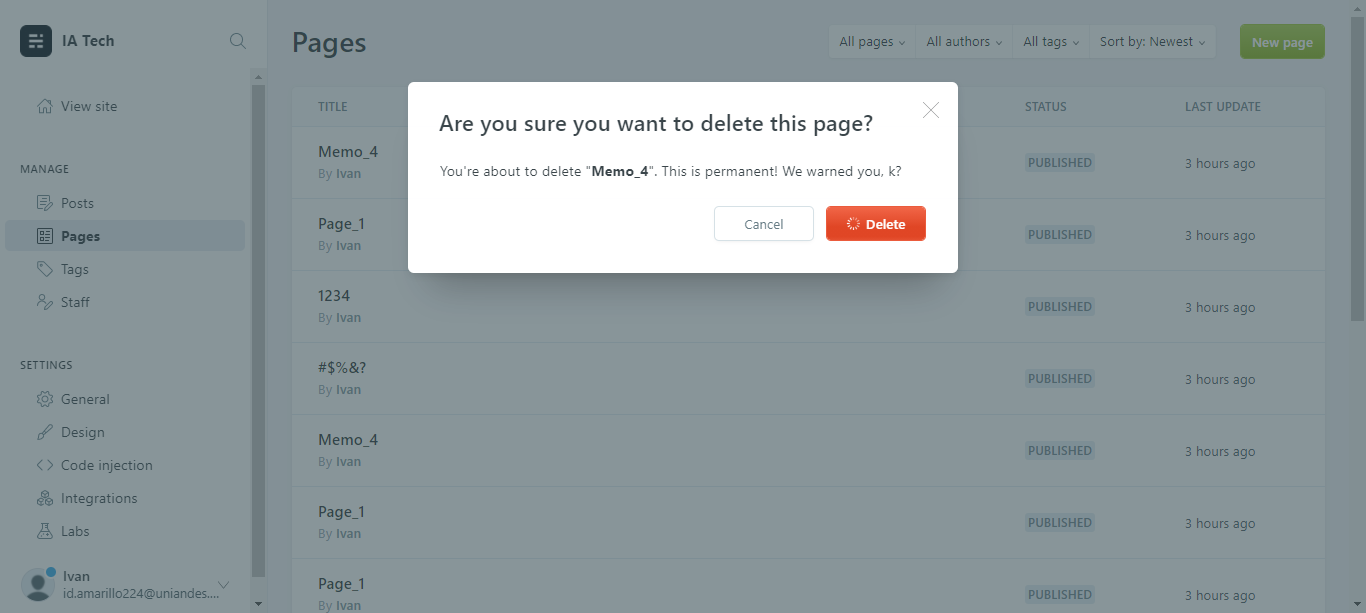 IA Tech
View site
MANAGE
Posts
Pages
Tags
Staff
SETTINGS
General
Design
Code injection
Integrations
Labs
Ivan
id.amarillo224@uniandes....
Pages
All pages
All authors
All tags
Sort by: Newest
New page
TITLE
STATUS
LAST UPDATE
Are you sure you want to delete this page?
You're about to delete "Memo_4". This is permanent! We warned you, k?
Cancel
Delete
Memo_4
By Ivan
PUBLISHED
3 hours ago
Page_1
By Ivan
PUBLISHED
3 hours ago
1234
By Ivan
PUBLISHED
3 hours ago
#$%&?
By Ivan
PUBLISHED
3 hours ago
Memo_4
By Ivan
PUBLISHED
3 hours ago
Page_1
By Ivan
PUBLISHED
3 hours ago
Page_1
By Ivan
PUBLISHED
3 hours ago